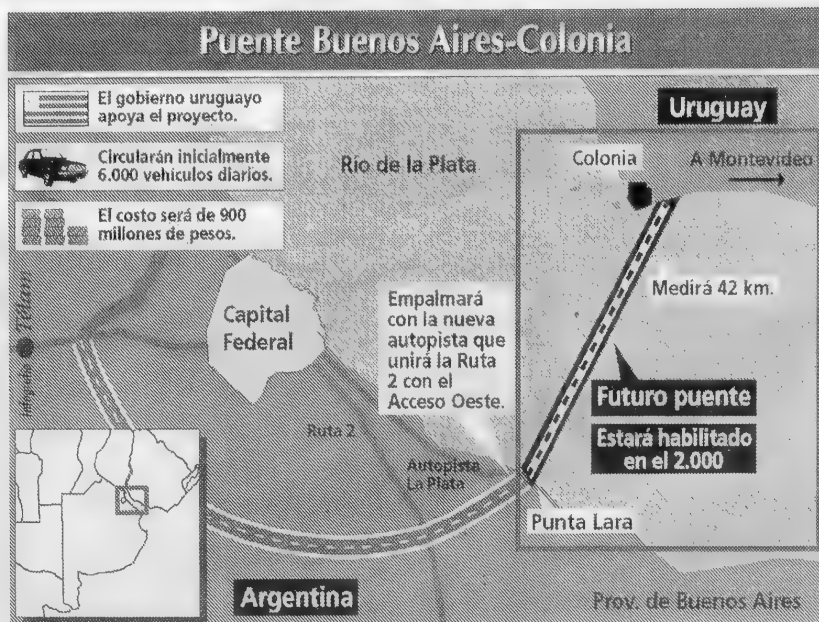 Puente Buenos Aires-Colonia
El gobierno uruguayo
apoya el proyecto.
Circularán inicialmente
6.000 vehículos diarios.
El costo será de 900
millones de pesos.
Río de la Plata
Uruguay
Colonia
A Montevideo
Medirá 42 km.
Capital
Federal
Empalmará
con la nueva
autopista que
unirá la Ruta
2 con el
Acceso Oeste.
Futuro puente
Estará habilitado
en el 2.000
Ruta 2
Autopista
La Plata
Punta Lara
Argentina
Prov. de Buenos Aires
Infografía Télam